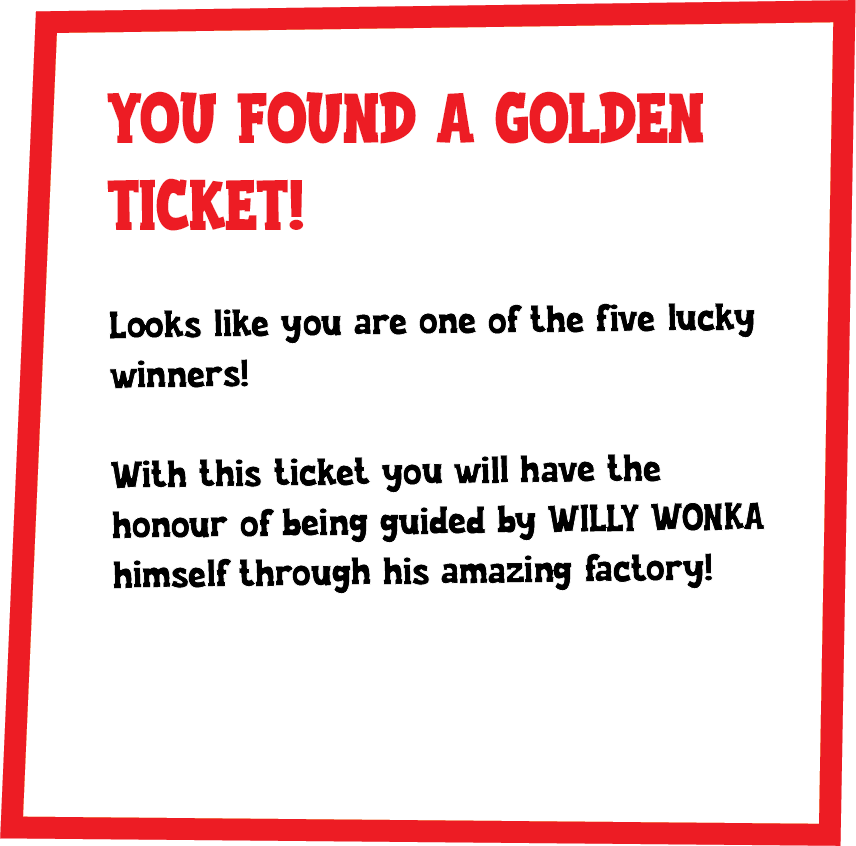 YOU FOUND A GOLDEN
TICKET!
Looks like you are one of the five lucky
winners!
With this ticket you will have the
honour of being guided by WILLY WONKA
himself through his amazing factory!